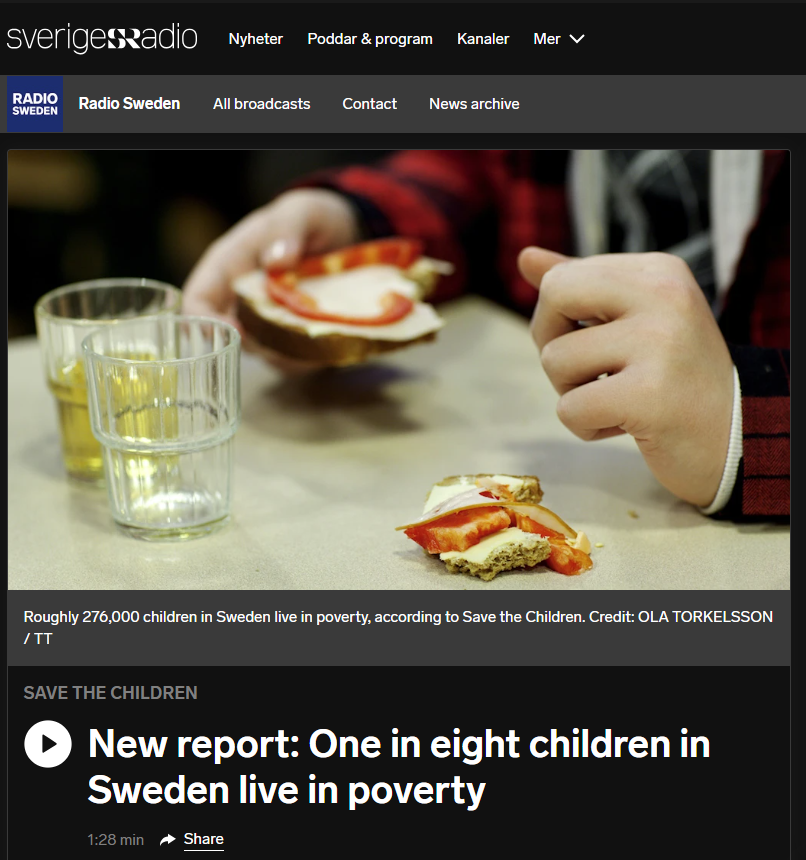 sverigesRadio
Nyheter Poddar & program Kanaler Mer
RADIO SWEDEN
Radio Sweden All broadcasts Contact News archive
Roughly 276,000 children in Sweden live in poverty, according to Save the Children. Credit: OLA TORKELSSON
/ TT
SAVE THE CHILDREN
New report: One in eight children in
Sweden live in poverty
1:28 min Share